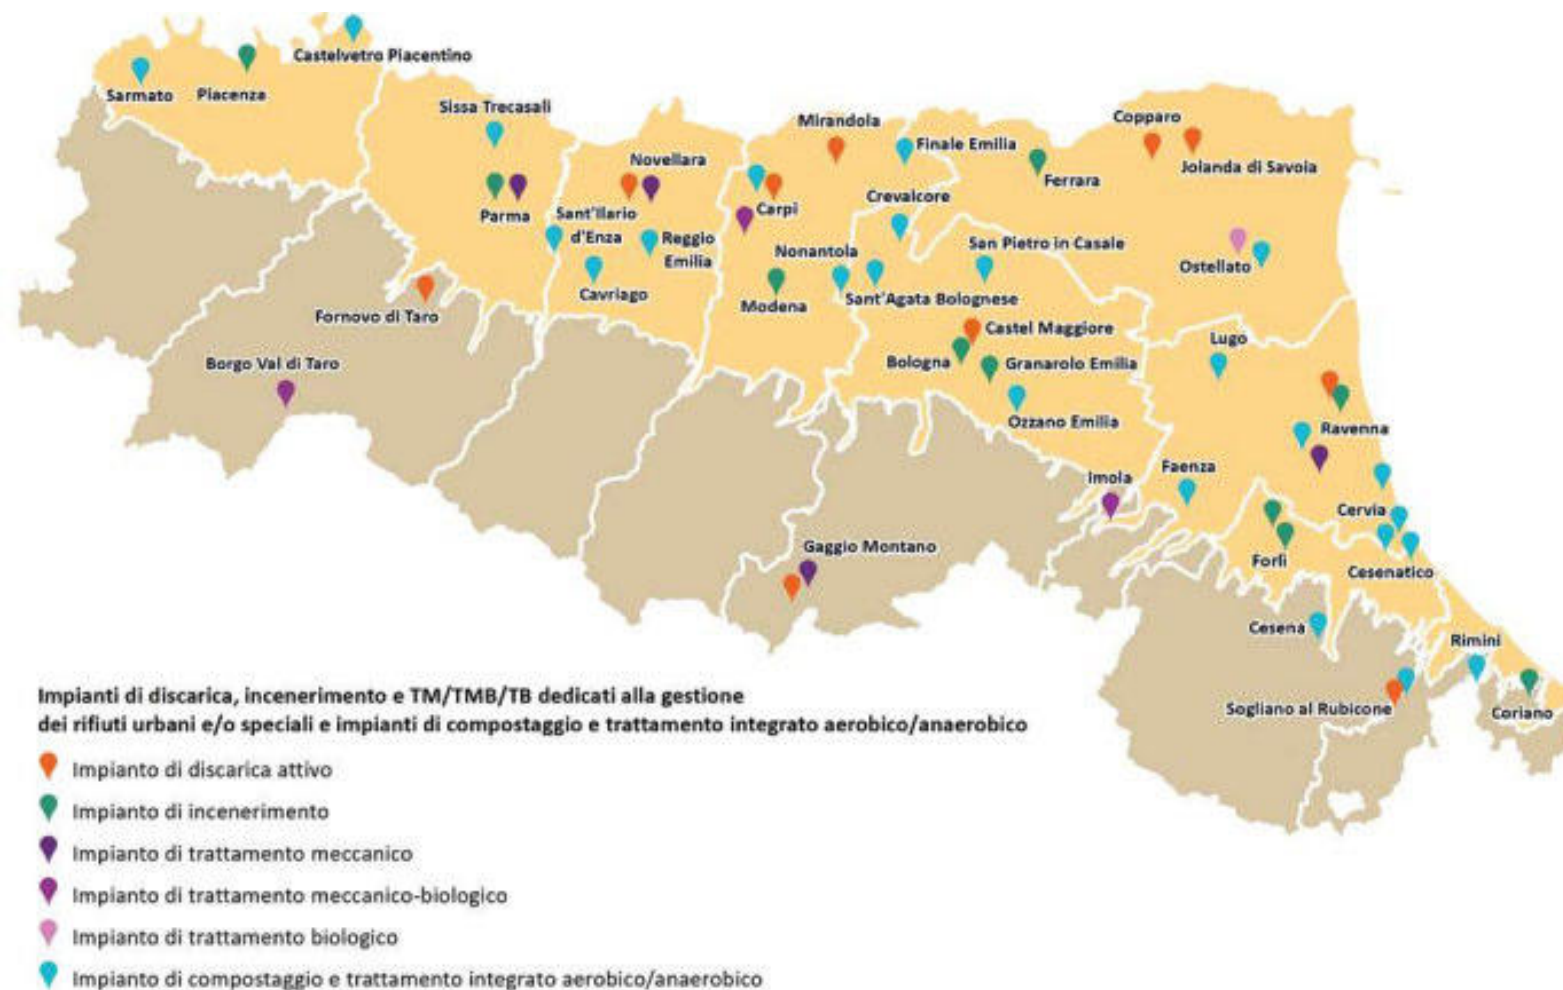 Castelvetro Piacentino
Sarmato
Piacenza
Sissa Trecasali
Mirandola
Copparo
Finale Emilia
Novellara
Jolanda di Savoia
Ferrara
Crevalcore
Parma
Sant'Ilario
d'Enza
Carpi
Reggio
Emilia
Nonantola
San Pietro in Casale
Ostellato
Cavriago
Modena
Sant'Agata Bolognese
Fornovo di Taro
Castel Maggiore
Lugo
Borgo Val di Taro
Bologna
Granarolo Emilia
Ozzano Emilia
Ravenna
Imola
Faenza
Cervia
Gaggio Montano
Forlì
Cesenatico
Cesena
Rimini
Sogliano al Rubicone
Coriano
Impianti di discarica, incenerimento e TM/TMB/TB dedicati alla gestione
dei rifiuti urbani e/o speciali e impianti di compostaggio e trattamento integrato aerobico/anaerobico
Impianto di discarica attivo
Impianto di incenerimento
Impianto di trattamento meccanico
Impianto di trattamento meccanico-biologico
Impianto di trattamento biologico
Impianto di compostaggio e trattamento integrato aerobico/anaerobico